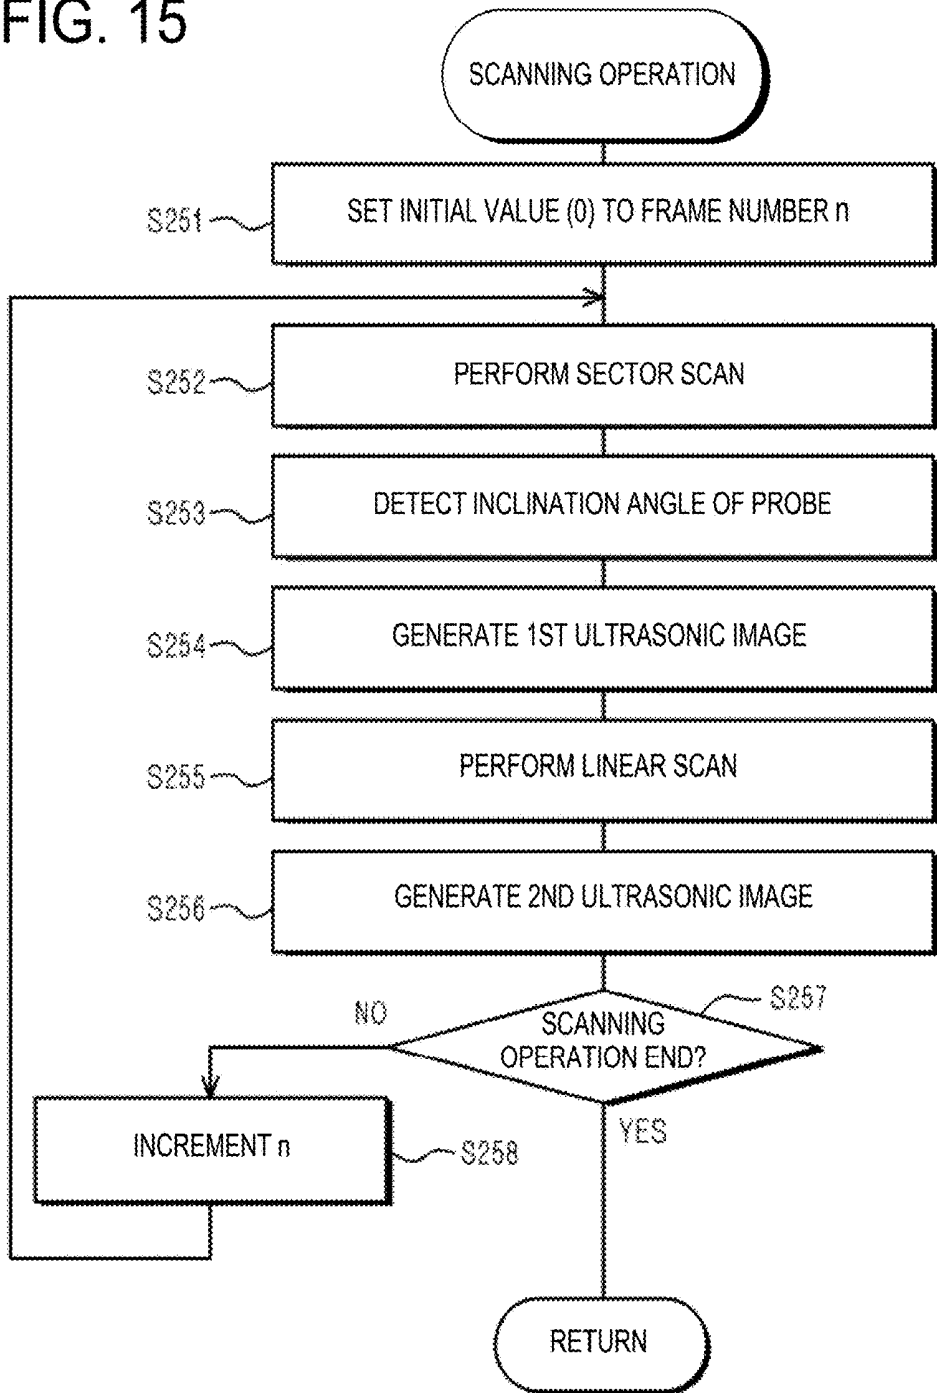 FIG. 15
SCANNING OPERATION
S251
SET INITIAL VALUE (0) TO FRAME NUMBER n
S252
PERFORM SECTOR SCAN
S253
DETECT INCLINATION ANGLE OF PROBE
S254
GENERATE 1ST ULTRASONIC IMAGE
S255
PERFORM LINEAR SCAN
S256
GENERATE 2ND ULTRASONIC IMAGE
S257
NO
SCANNING
OPERATION END?
YES
INCREMENT n
S258
RETURN